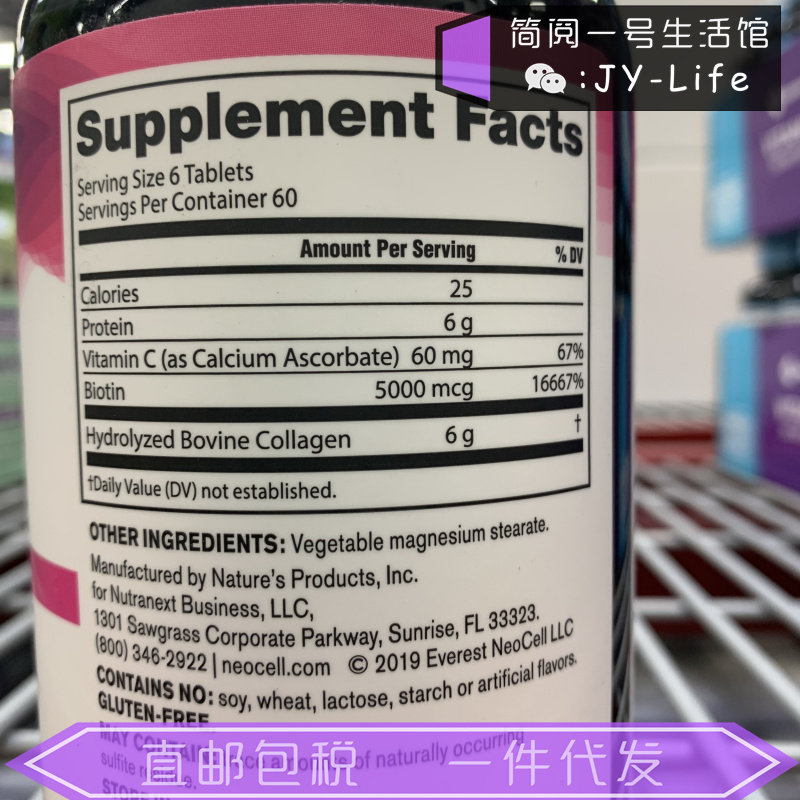 简阅一号生活馆
:JY-Life
Supplement Facts
Serving Size 6 Tablets
Servings Per Container 60
Amount Per Serving % DV
Calories 25
Protein 6 g
Vitamin C (as Calcium Ascorbate) 60 mg 67%
Biotin 5000 mcg 16667%
Hydrolyzed Bovine Collagen 6 g †
†Daily Value (DV) not established.
OTHER INGREDIENTS: Vegetable magnesium stearate.
Manufactured by Nature's Products, Inc.
for Nutranext Business, LLC,
1301 Sawgrass Corporate Parkway, Sunrise, FL 33323.
(800) 346-2922 | neocell.com © 2019 Everest NeoCell LLC
CONTAINS NO: soy, wheat, lactose, starch or artificial flavors.
GLUTEN-FREE.
MAY CONTAIN of naturally occurring
sulfite
直邮包税 一件代发